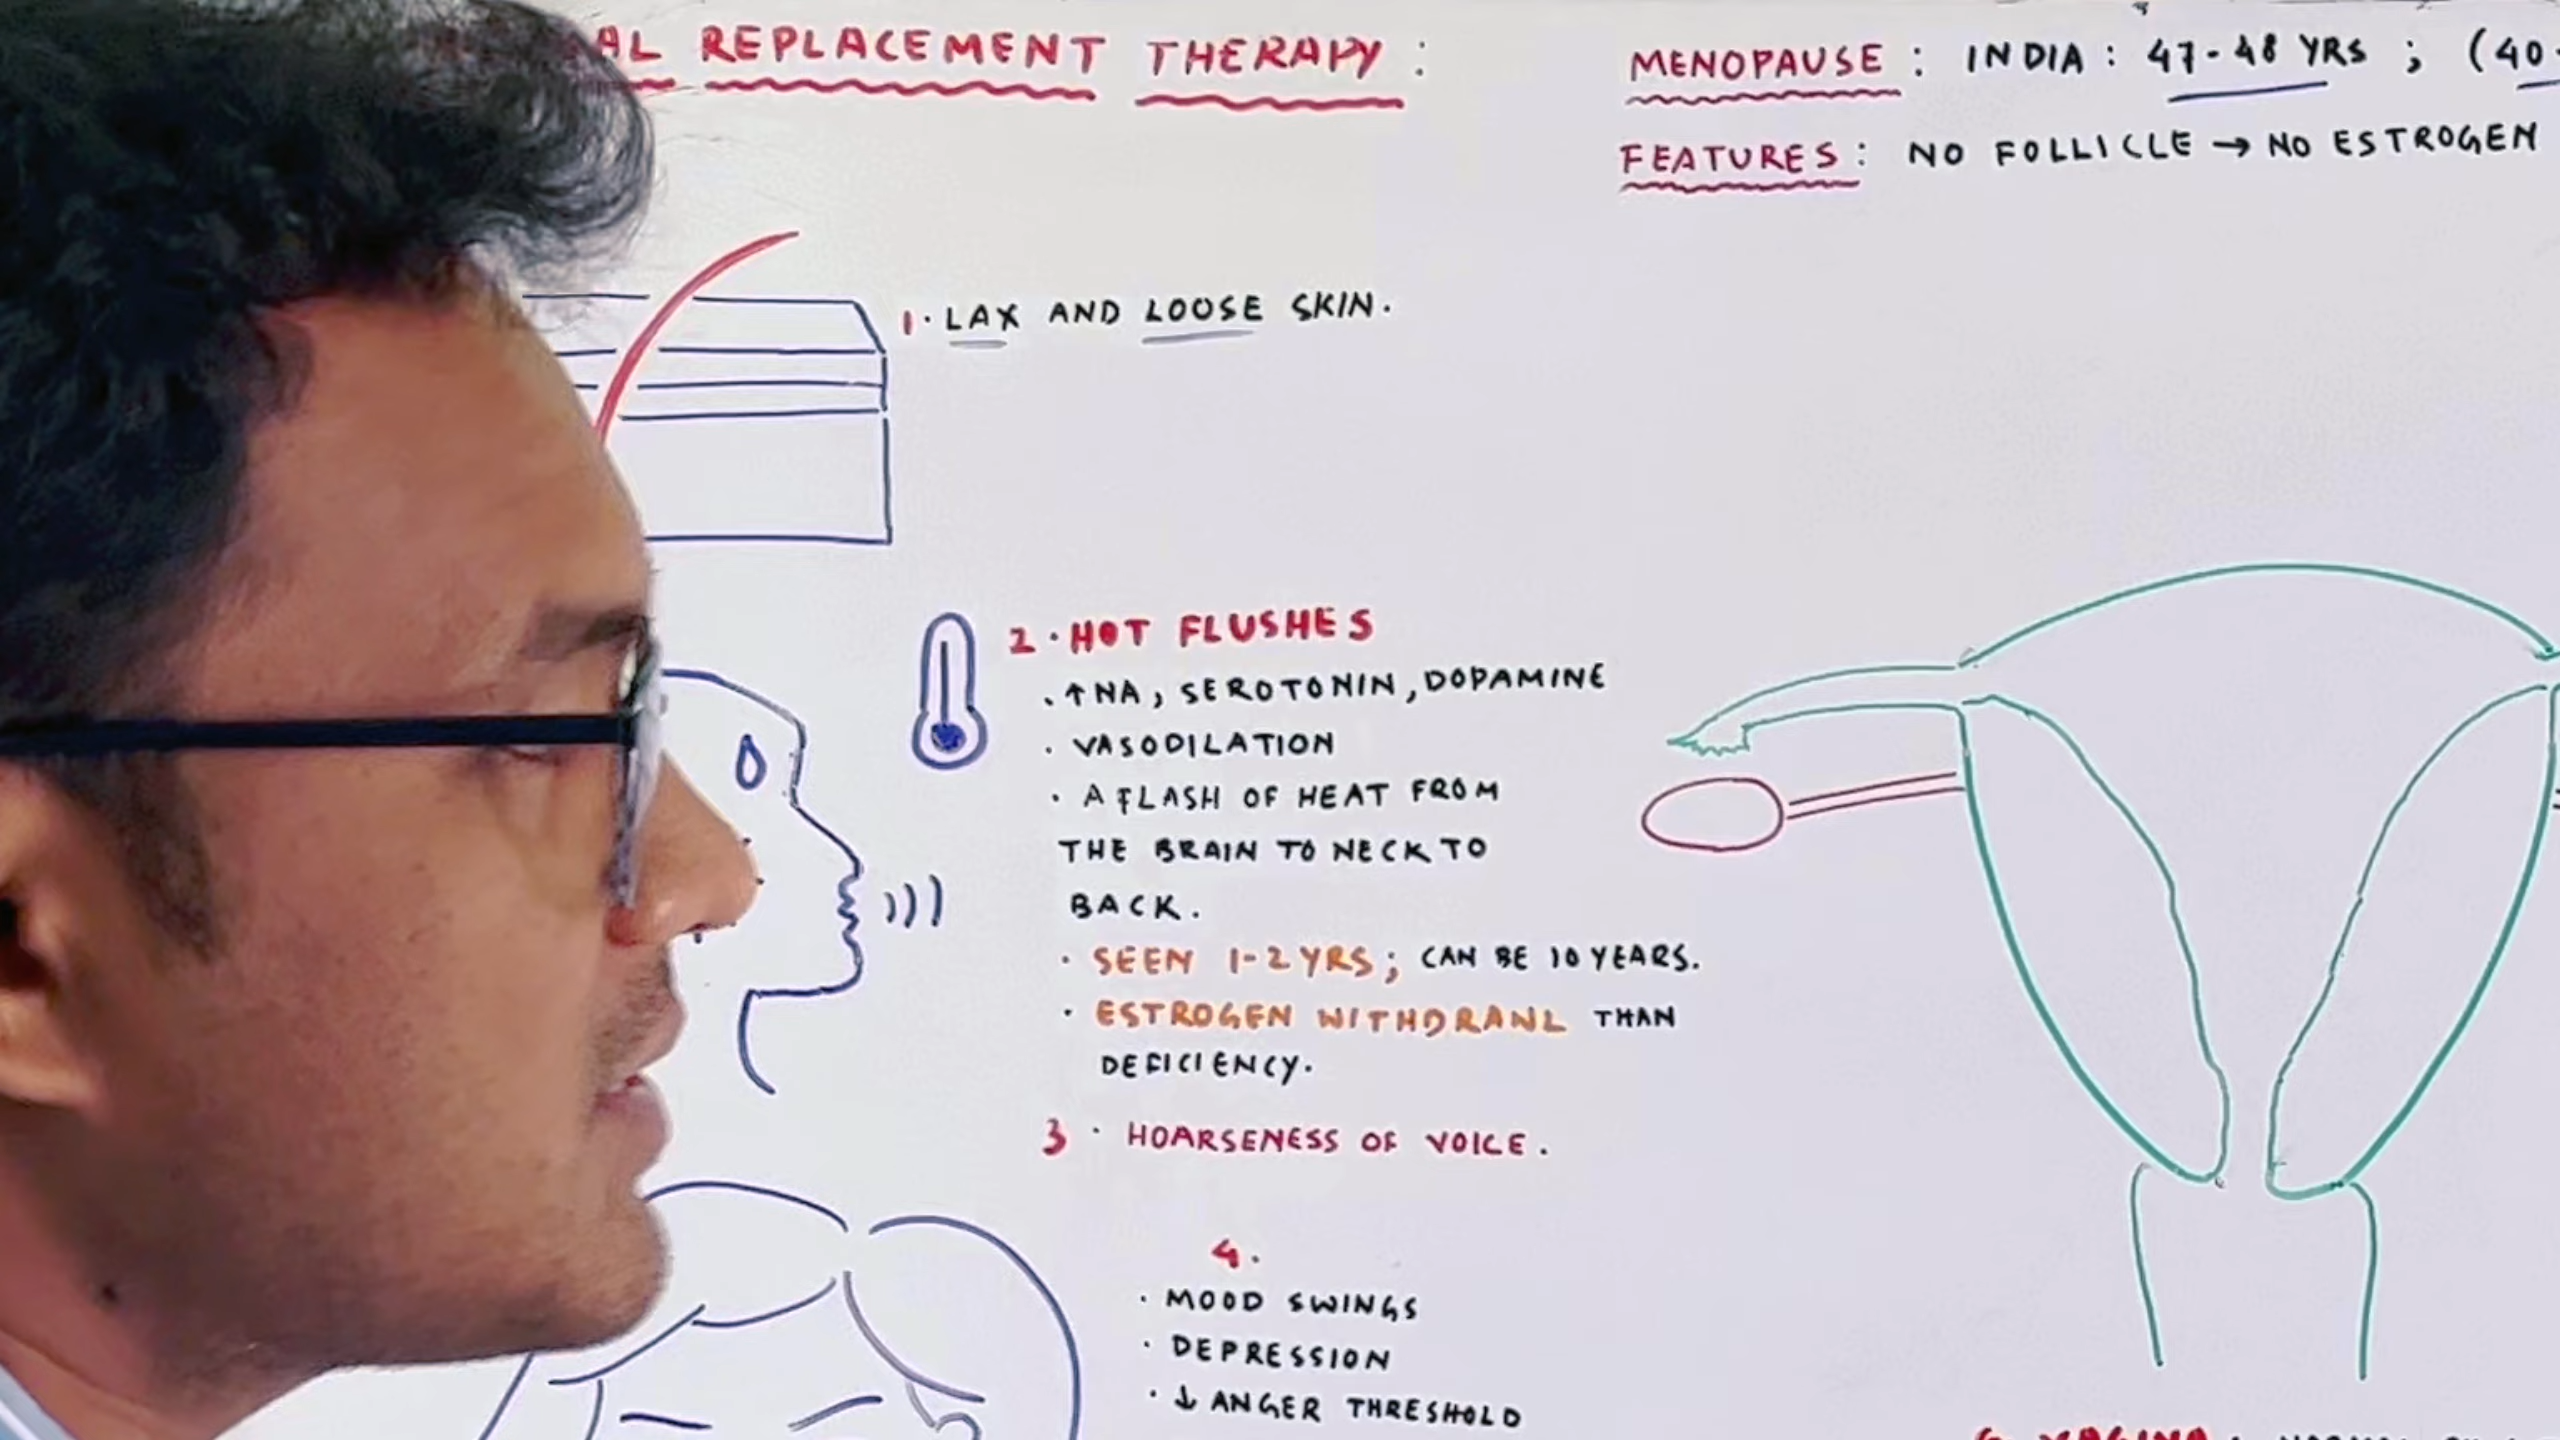 AL REPLACEMENT THERAPY :
MENOPAUSE : INDIA : 47-48 YRS ; (40-
FEATURES : NO FOLLICLE → NO ESTROGEN
1. LAX AND LOOSE SKIN.
2. HOT FLUSHES
. ↑ NA, SEROTONIN, DOPAMINE
. VASODILATION
. A FLASH OF HEAT FROM
THE BRAIN TO NECK TO
BACK.
. SEEN 1-2 YRS; CAN BE 10 YEARS.
. ESTROGEN WITHDRANL THAN
DEFICIENCY.
3 . HOARSENESS OF VOICE.
4.
. MOOD SWINGS
. DEPRESSION
. ↓ ANGER THRESHOLD
VAGINA :